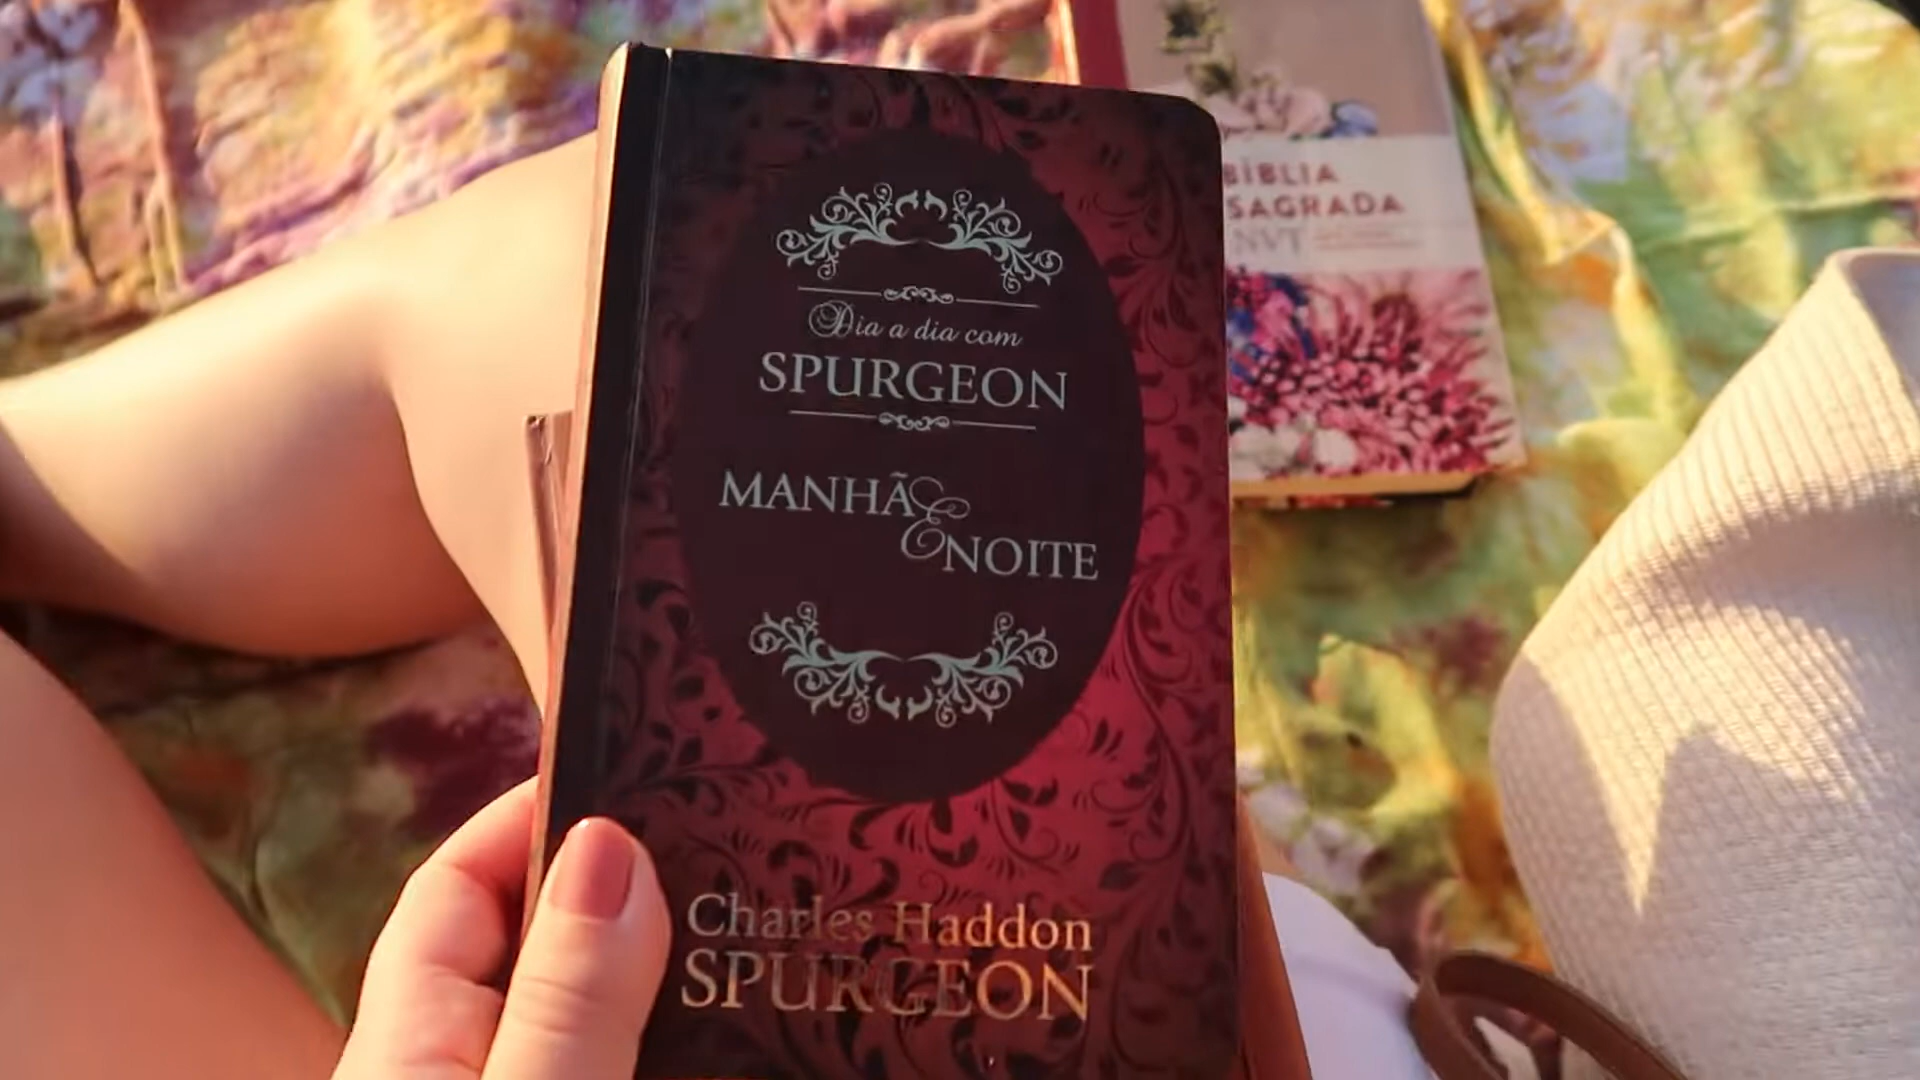 Dia a dia com
SPURGEON
MANHÃ
E
NOITE
Charles Haddon
SPURGEON
BÍBLIA
SAGRADA
NVT